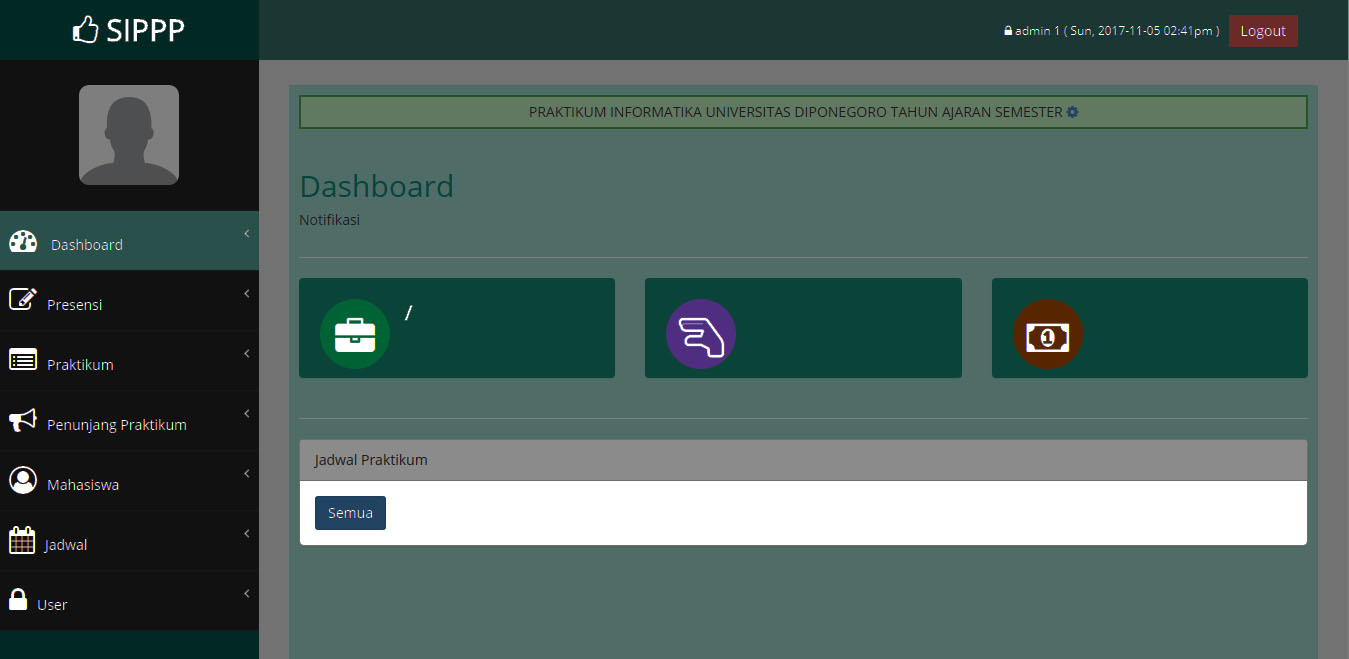 SIPPP
admin 1 ( Sun, 2017-11-05 02:41pm )
Logout
PRAKTIKUM INFORMATIKA UNIVERSITAS DIPONEGORO TAHUN AJARAN SEMESTER
Dashboard
Notifikasi
Dashboard
Presensi
Praktikum
Penunjang Praktikum
Mahasiswa
Jadwal
User
/
1
Jadwal Praktikum
Semua